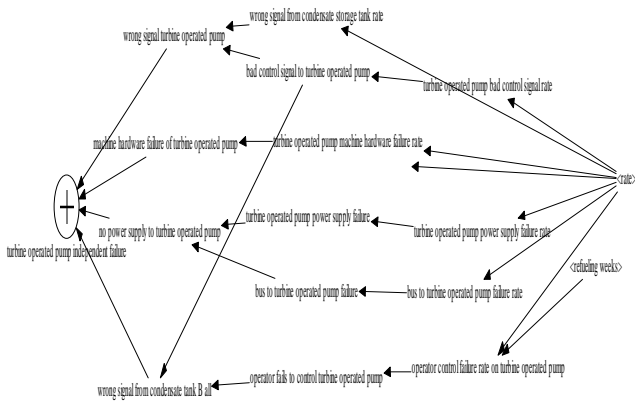 wrong signal from condensate storage tank rate
wrong signal turbine operated pump
bad control signal to turbine operated pump
turbine operated pump bad control signal rate
machine hardware failure of turbine operated pump
turbine operated pump machine hardware failure rate
<rate>
turbine operated pump power supply failure
no power supply to turbine operated pump
turbine operated pump power supply failure rate
turbine operated pump independent failure
<refueling weeks>
bus to turbine operated pump failure
bus to turbine operated pump failure rate
operator control failure rate on turbine operated pump
operator fails to control turbine operated pump
wrong signal from condensate tank B all